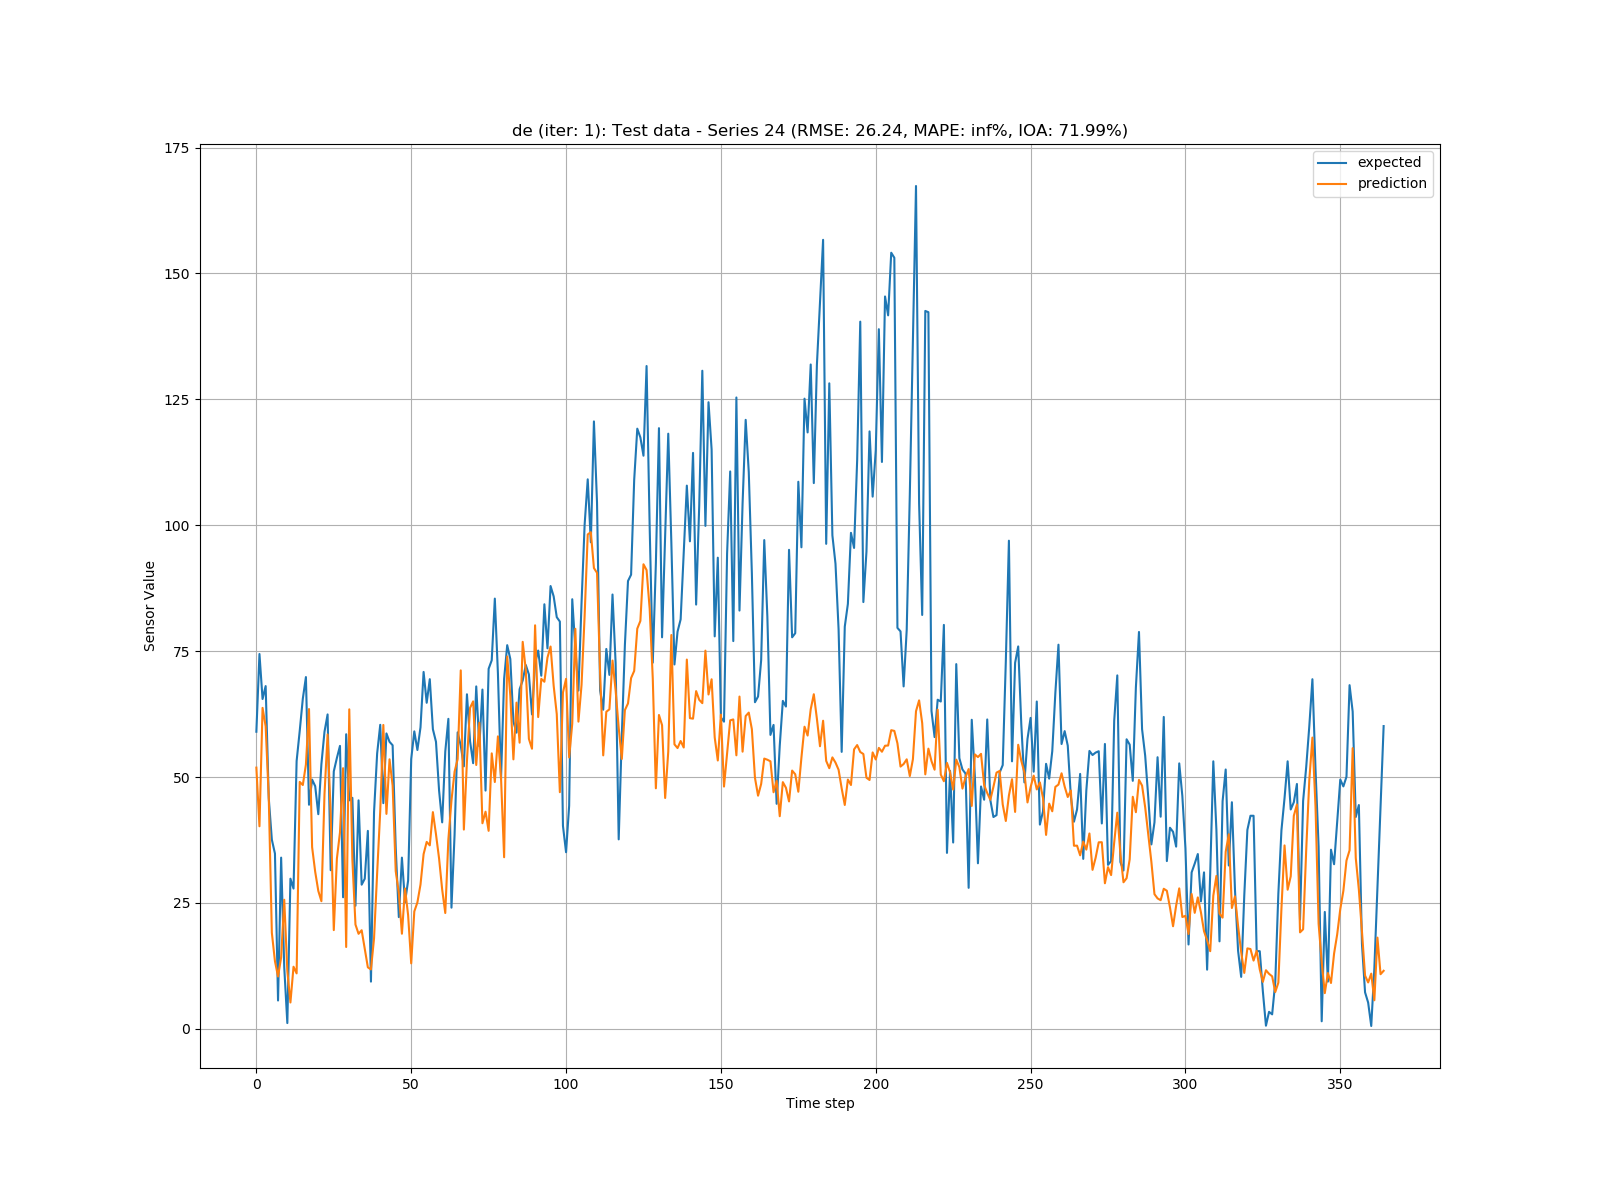 de (iter: 1): Test data - Series 24 (RMSE: 26.24, MAPE: inf%, IOA: 71.99%)
175
150
125
100
75
50
25
0
Sensor Value
expected
prediction
0 50 100 150 200 250 300 350
Time step